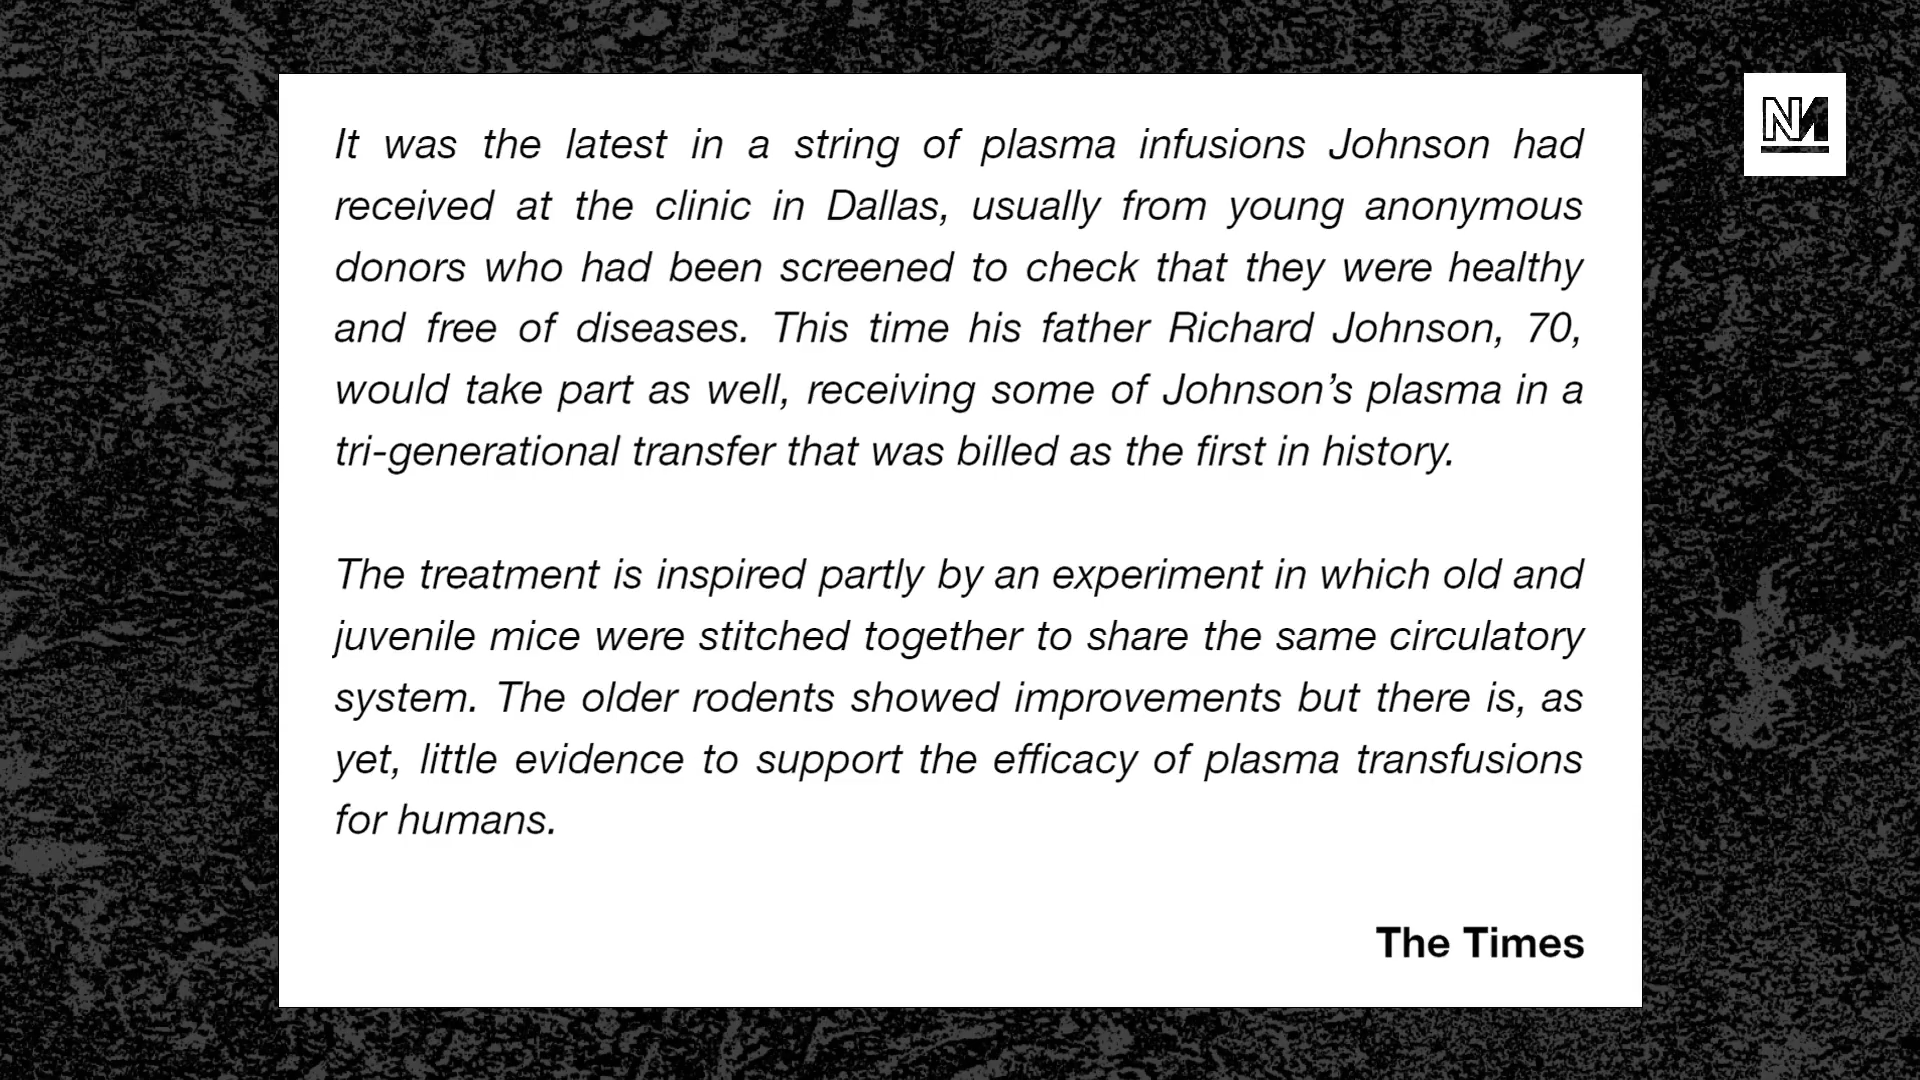 It was the latest in a string of plasma infusions Johnson had
received at the clinic in Dallas, usually from young anonymous
donors who had been screened to check that they were healthy
and free of diseases. This time his father Richard Johnson, 70,
would take part as well, receiving some of Johnson’s plasma in a
tri-generational transfer that was billed as the first in history.
The treatment is inspired partly by an experiment in which old and
juvenile mice were stitched together to share the same circulatory
system. The older rodents showed improvements but there is, as
yet, little evidence to support the efficacy of plasma transfusions
for humans.
The Times
NM